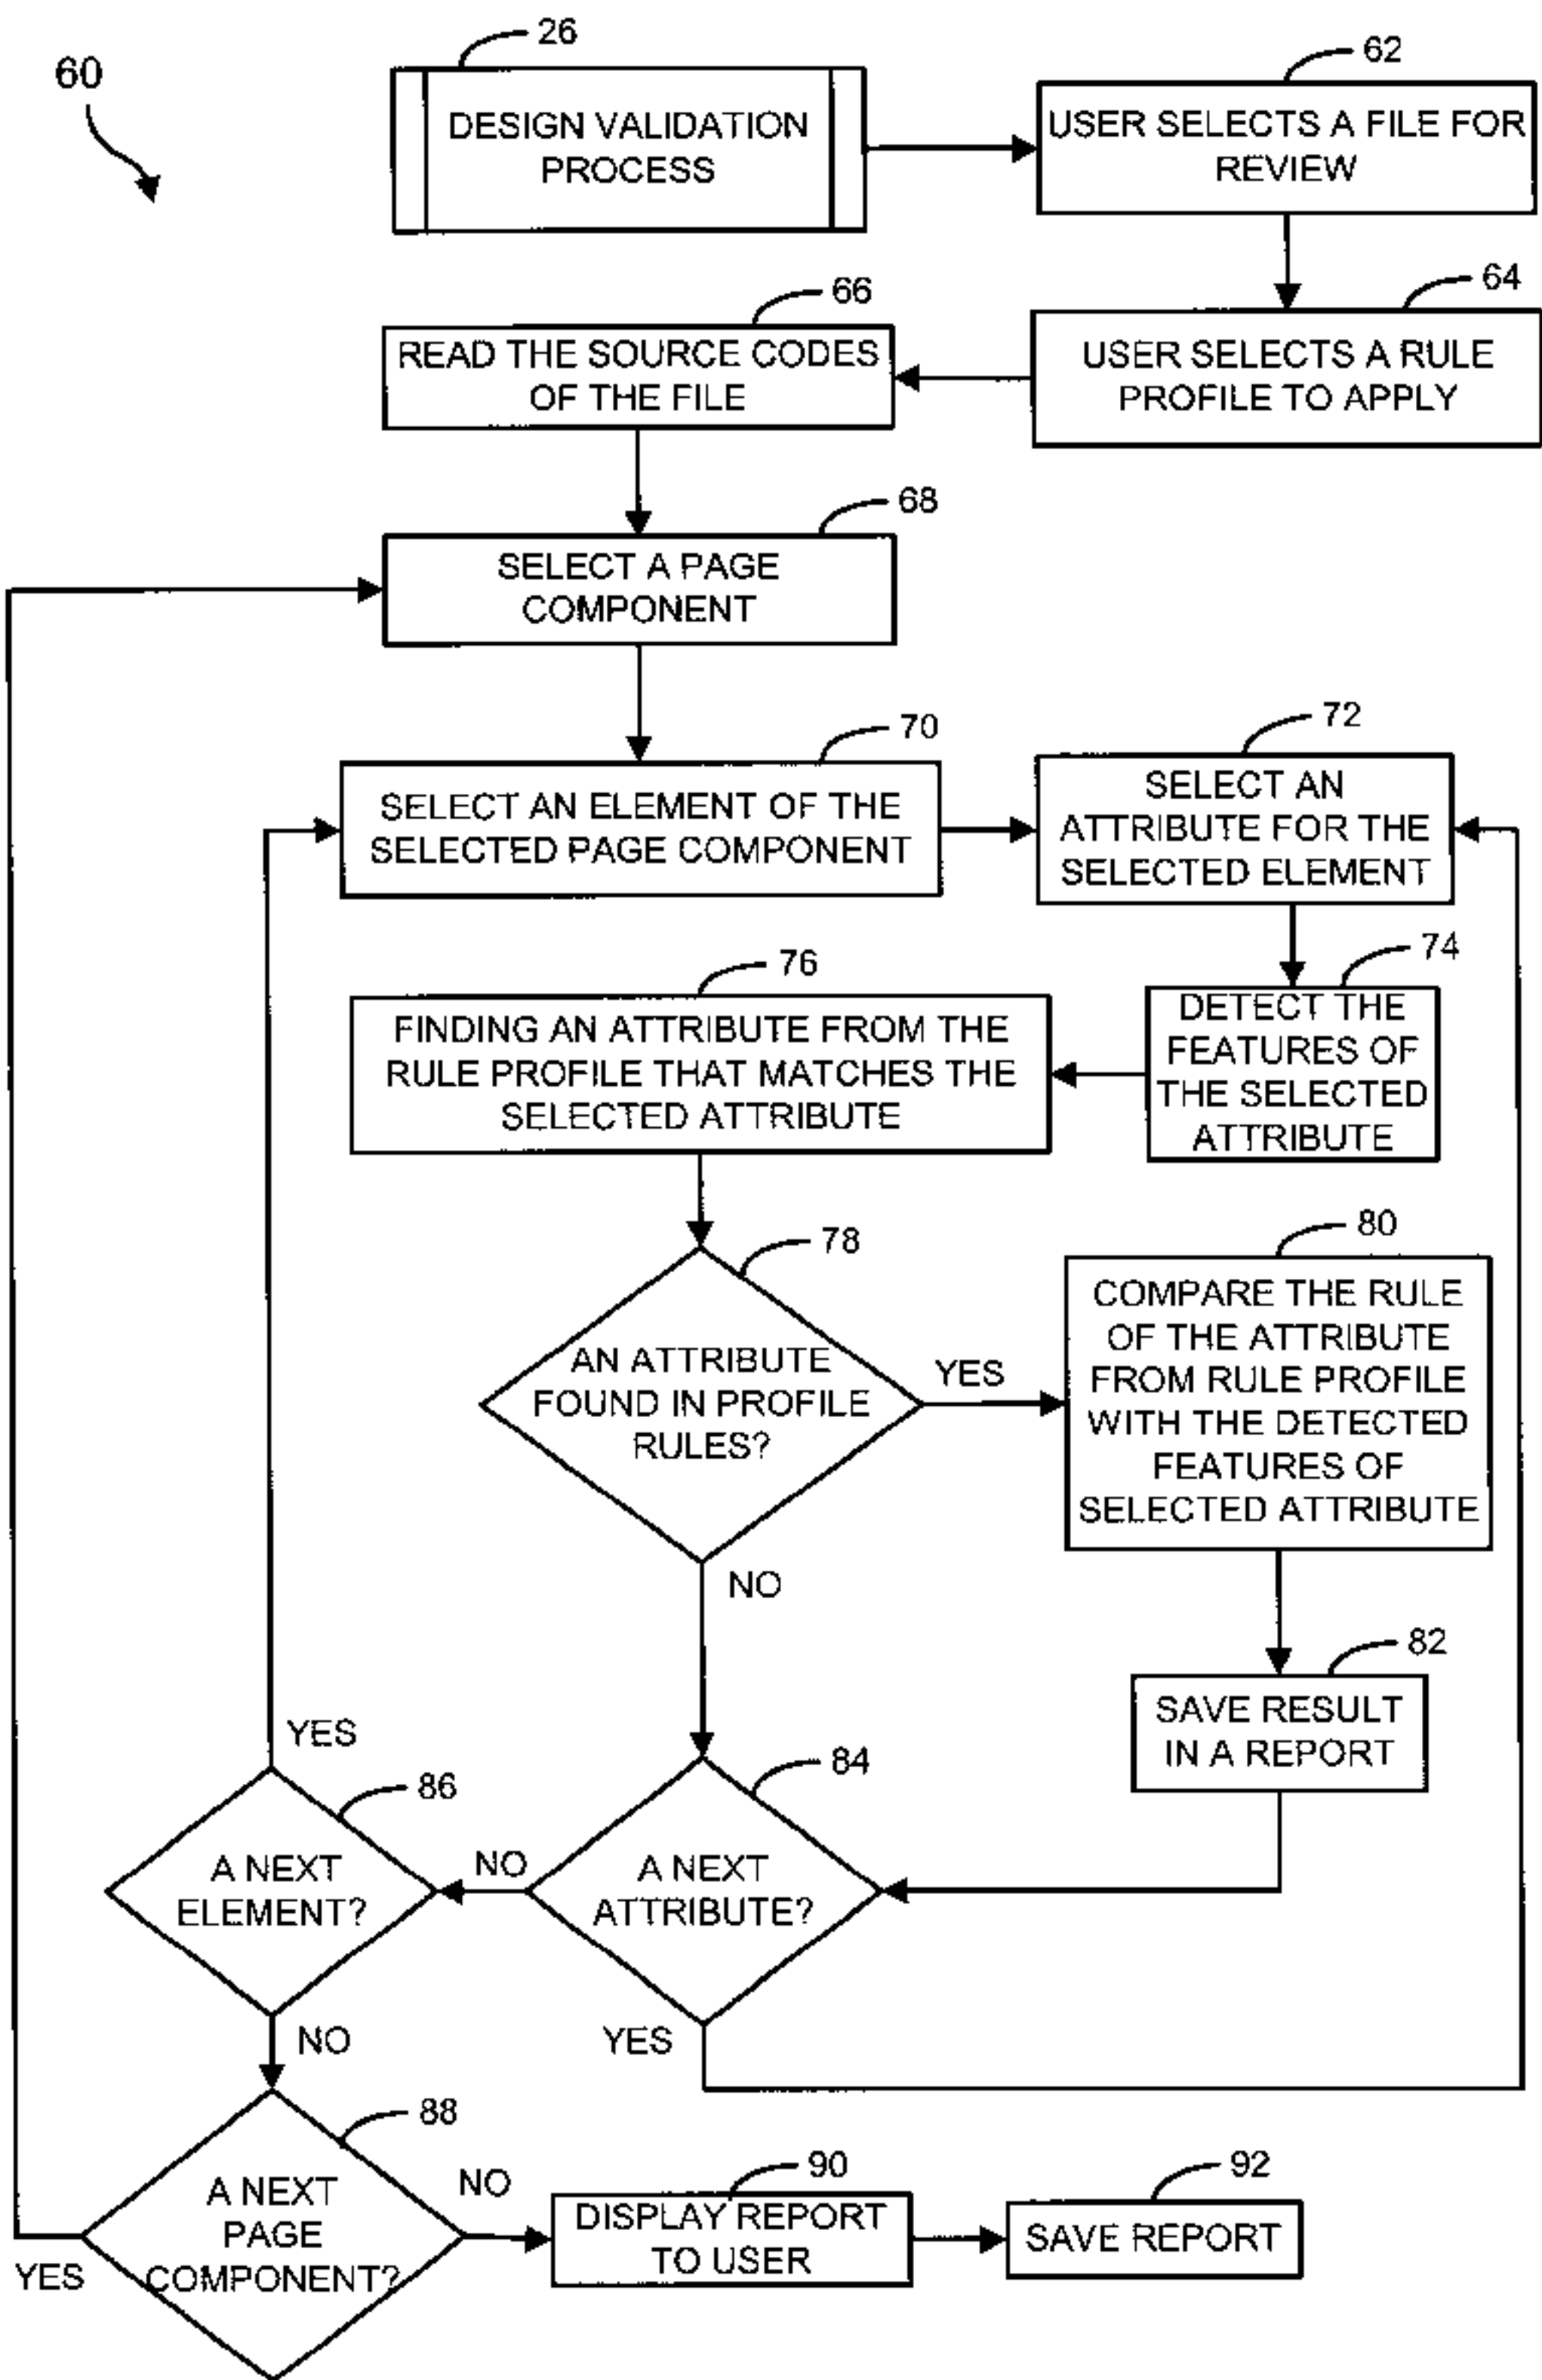 60
26
DESIGN VALIDATION
PROCESS
62
USER SELECTS A FILE FOR
REVIEW
64
USER SELECTS A RULE
PROFILE TO APPLY
66
READ THE SOURCE CODES
OF THE FILE
68
SELECT A PAGE
COMPONENT
70
SELECT AN ELEMENT OF THE
SELECTED PAGE COMPONENT
72
SELECT AN
ATTRIBUTE FOR THE
SELECTED ELEMENT
74
DETECT THE
FEATURES OF
THE SELECTED
ATTRIBUTE
76
FINDING AN ATTRIBUTE FROM THE
RULE PROFILE THAT MATCHES THE
SELECTED ATTRIBUTE
78
AN ATTRIBUTE
FOUND IN PROFILE
RULES?
YES
NO
80
COMPARE THE RULE
OF THE ATTRIBUTE
FROM RULE PROFILE
WITH THE DETECTED
FEATURES OF
SELECTED ATTRIBUTE
82
SAVE RESULT
IN A REPORT
84
A NEXT
ATTRIBUTE?
NO
YES
86
A NEXT
ELEMENT?
YES
NO
88
A NEXT
PAGE
COMPONENT?
YES
NO
90
DISPLAY REPORT
TO USER
92
SAVE REPORT